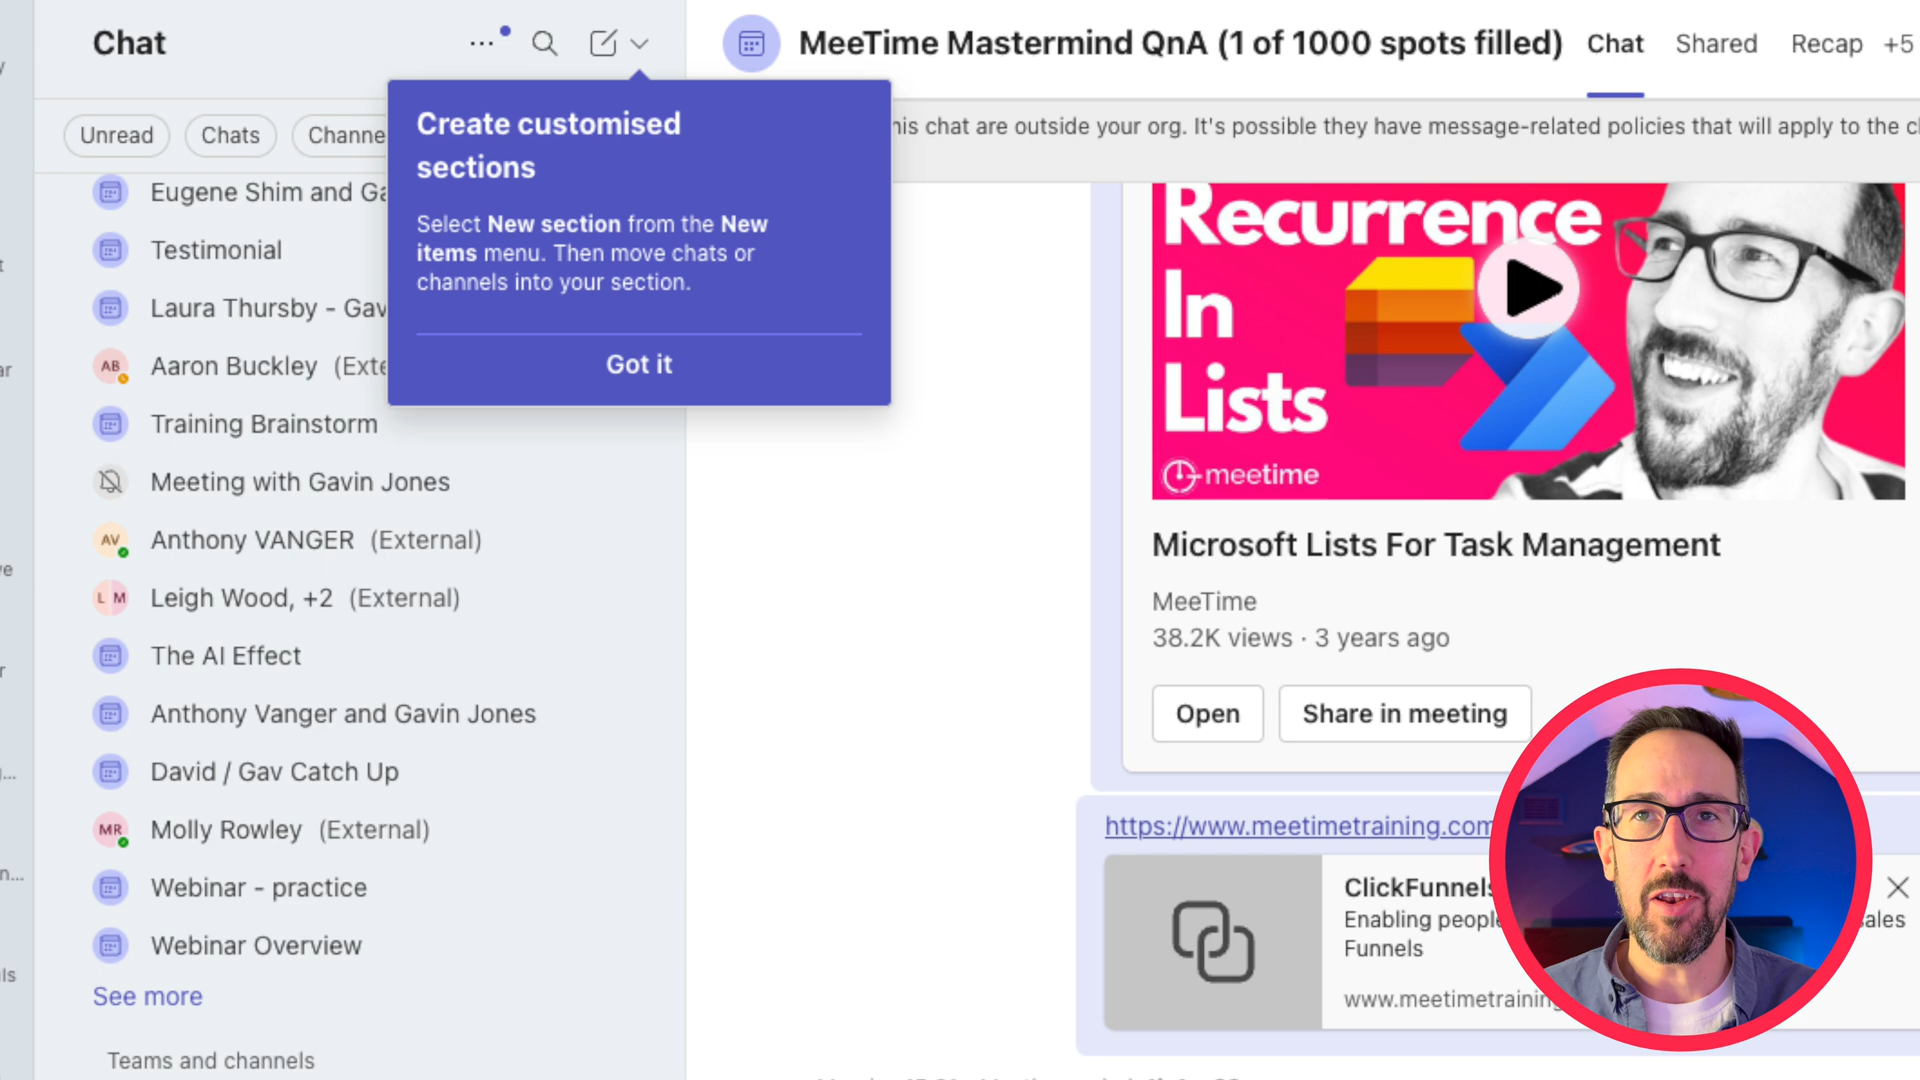 Chat
Unread
Chats
Channe
Eugene Shim and Ga
Testimonial
Laura Thursby - Gav
AB
Aaron Buckley (Exte
Training Brainstorm
Meeting with Gavin Jones
AV
Anthony VANGER (External)
L M
Leigh Wood, +2 (External)
The AI Effect
Anthony Vanger and Gavin Jones
David / Gav Catch Up
MR
Molly Rowley (External)
Webinar - practice
Webinar Overview
See more
Teams and channels
Create customised
sections
Select New section from the New
items menu. Then move chats or
channels into your section.
Got it
MeeTime Mastermind QnA (1 of 1000 spots filled)
Chat
Shared
Recap
+5
his chat are outside your org. It's possible they have message-related policies that will apply to the c
Recurrence
In
Lists
meetime
Microsoft Lists For Task Management
MeeTime
38.2K views · 3 years ago
Open
Share in meeting
https://www.meetimetraining.com
ClickFunnels
Enabling people
ales
Funnels
www.meetimetraining